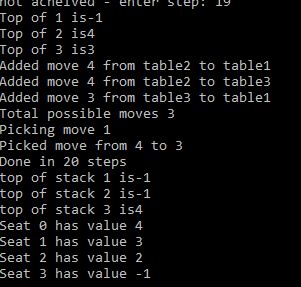 not acheived - enter step: 19
Top of 1 is-1
Top of 2 is4
Top of 3 is3
Added move 4 from table2 to table1
Added move 4 from table2 to table3
Added move 3 from table3 to table1
Total possible moves 3
Picking move 1
Picked move from 4 to 3
Done in 20 steps
top of stack 1 is-1
top of stack 2 is-1
top of stack 3 is4
Seat 0 has value 4
Seat 1 has value 3
Seat 2 has value 2
Seat 3 has value -1